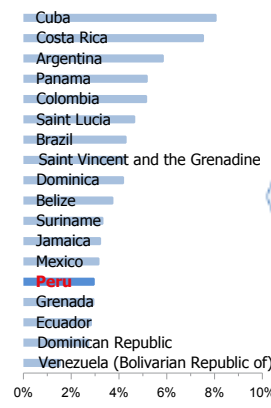 Cuba
Costa Rica
Argentina
Panama
Colombia
Saint Lucia
Brazil
Saint Vincent and the Grenadine
Dominica
Belize
Suriname
Jamaica
Mexico
Peru
Grenada
Ecuador
Dominican Republic
Venezuela (Bolivarian Republic of)
0% 2% 4% 6% 8% 10%